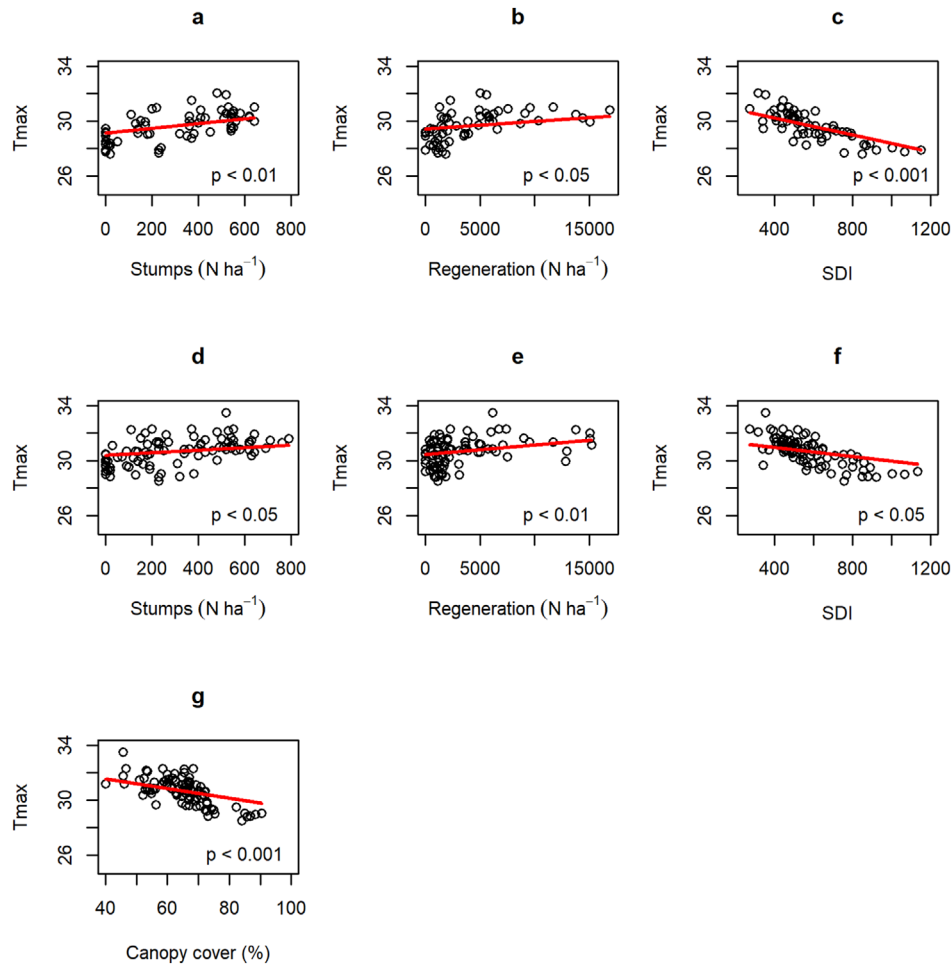 a
b
c
Tmax
34
30
26
p < 0.01
0 200 400 600 800
Stumps (N ha⁻¹)
Tmax
34
30
26
p < 0.05
0 5000 15000
Regeneration (N ha⁻¹)
Tmax
34
30
26
p < 0.001
400 800 1200
SDI
d
e
f
Tmax
34
30
26
p < 0.05
0 200 400 600 800
Stumps (N ha⁻¹)
Tmax
34
30
26
p < 0.01
0 5000 15000
Regeneration (N ha⁻¹)
Tmax
34
30
26
p < 0.05
400 800 1200
SDI
g
Tmax
34
30
26
p < 0.001
40 60 80 100
Canopy cover (%)